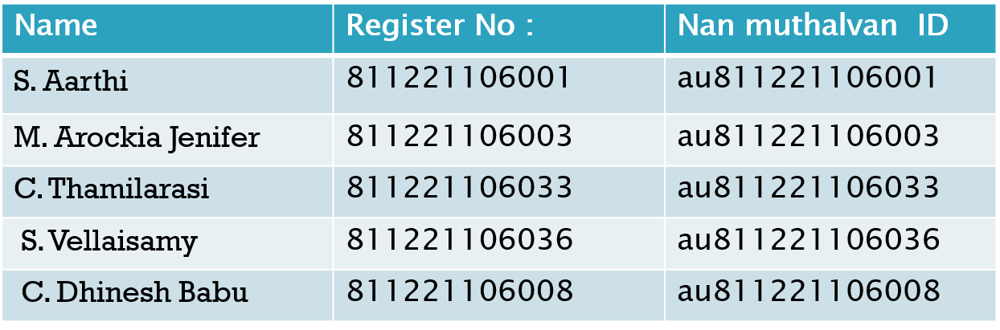 Name Register No : Nan muthalvan ID
S. Aarthi 811221106001 au811221106001
M. Arockia Jenifer 811221106003 au811221106003
C. Thamilarasi 811221106033 au811221106033
S. Vellaisamy 811221106036 au811221106036
C. Dhinesh Babu 811221106008 au811221106008